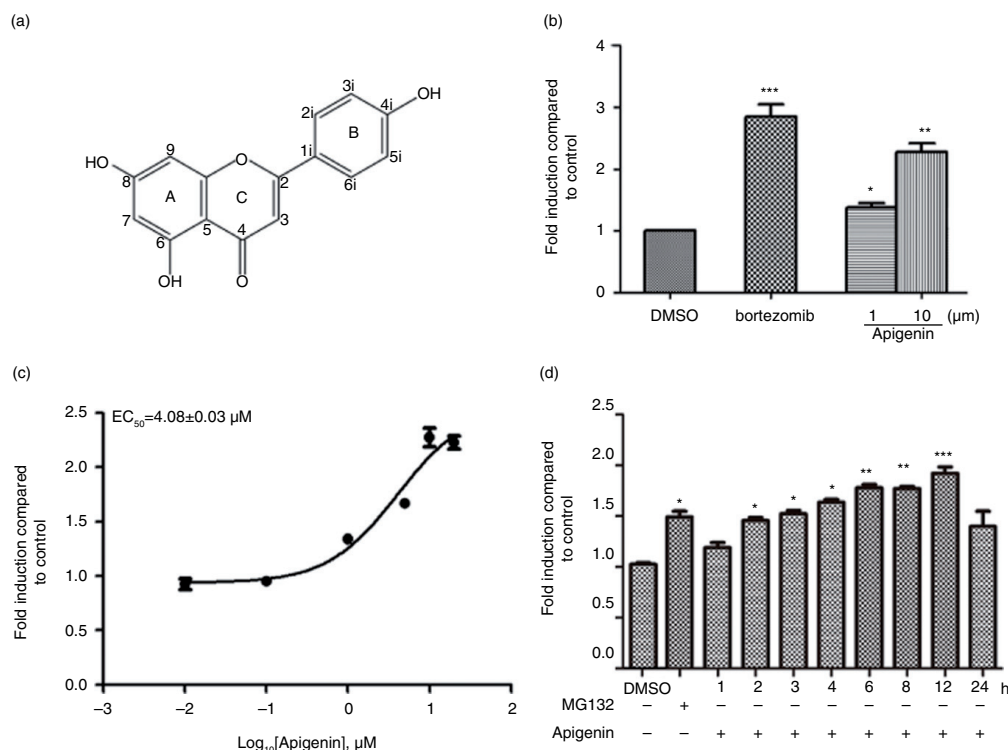 (a)
OH
3i
4i
2i
B
5i
1i
6i
HO
9
O
8
A
C
2
7
5
3
6
4
OH
O
(b)
Fold induction compared
to control
4
3
2
1
0
***
*
**
DMSO
bortezomib
1
10
(μm)
Apigenin
(c)
EC50=4.08±0.03 μM
Fold induction compared
to control
2.5
2.0
1.5
1.0
0.5
0.0
−3
−2
−1
0
1
2
Log10[Apigenin], μM
(d)
Fold induction compared
to control
2.5
2.0
1.5
1.0
0.5
0.0
* * * * ** ** ***
DMSO 1 2 3 4 6 8 12 24 h
MG132 − + − − − − − − − −
Apigenin − − + + + + + + + +